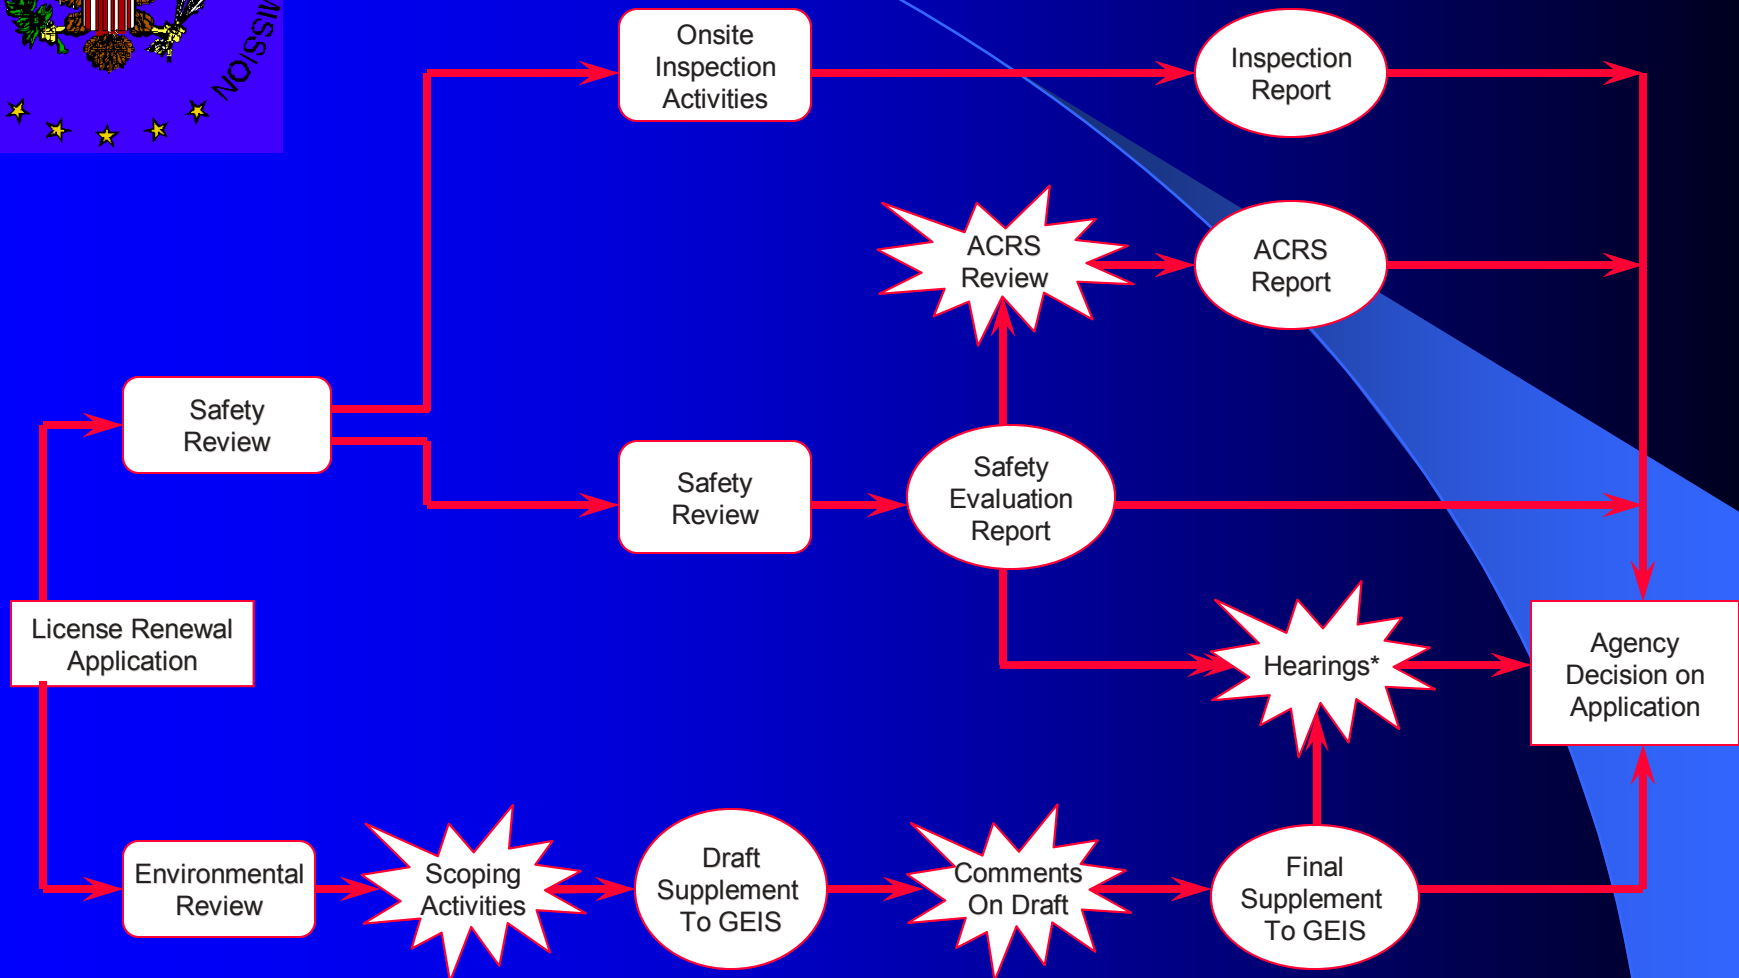 MISSION
Onsite
Inspection
Activities
Inspection
Report
ACRS
Review
ACRS
Report
Safety
Review
Safety
Review
Safety
Evaluation
Report
License Renewal
Application
Hearings*
Agency
Decision on
Application
Environmental
Review
Scoping
Activities
Draft
Supplement
To GEIS
Comments
On Draft
Final
Supplement
To GEIS